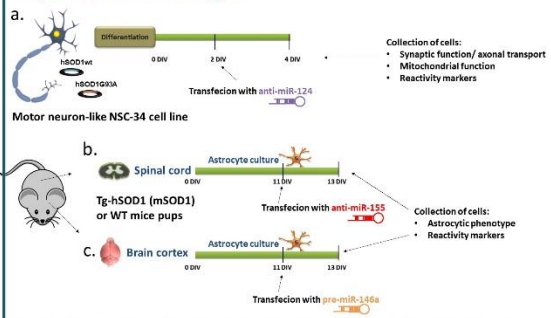 a.
Differentiation
hSOD1wt
hSOD1G93A
0 DIV
2 DIV
4 DIV
Transfecion with anti-miR-124
Motor neuron-like NSC-34 cell line
Collection of cells:
• Synaptic function/ axonal transport
• Mitochondrial function
• Reactivity markers
b.
Spinal cord
Astrocyte culture
0 DIV
11 DIV
13 DIV
Tg-hSOD1 (mSOD1)
or WT mice pups
Transfecion with anti-miR-155
Collection of cells:
• Astrocytic phenotype
• Reactivity markers
c.
Brain cortex
Astrocyte culture
0 DIV
11 DIV
13 DIV
Transfecion with pre-miR-146a